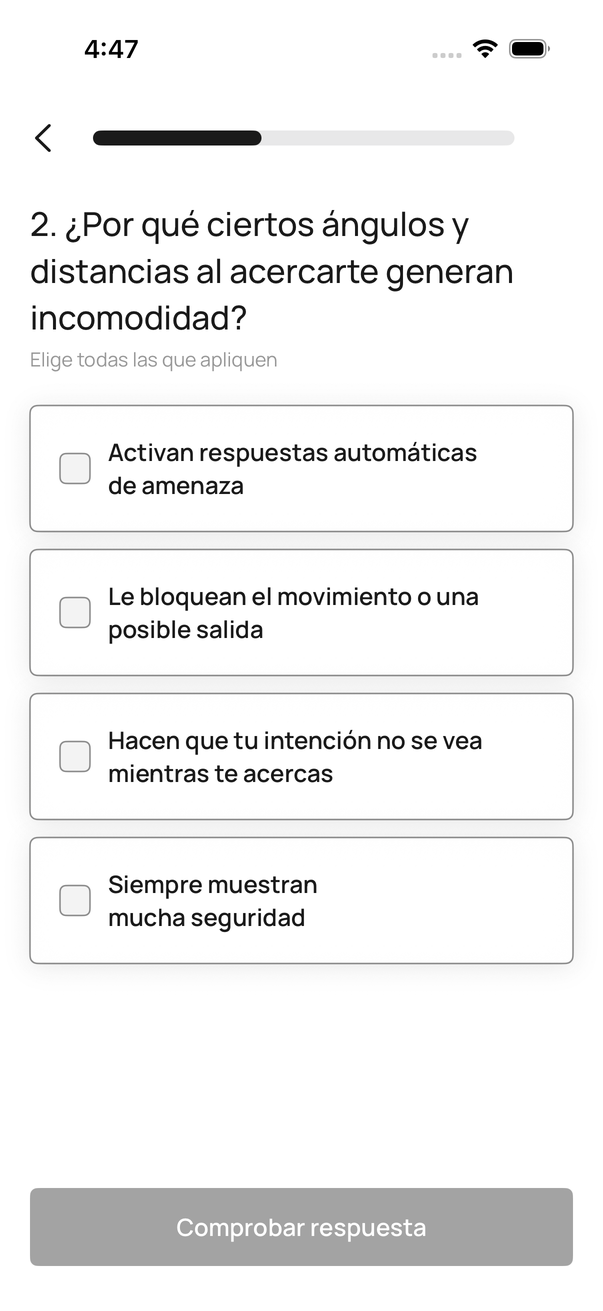 4:47
2. ¿Por qué ciertos ángulos y
distancias al acercarte generan
incomodidad?
Elige todas las que apliquen
Activan respuestas automáticas
de amenaza
Le bloquean el movimiento o una
posible salida
Hacen que tu intención no se vea
mientras te acercas
Siempre muestran
mucha seguridad
Comprobar respuesta